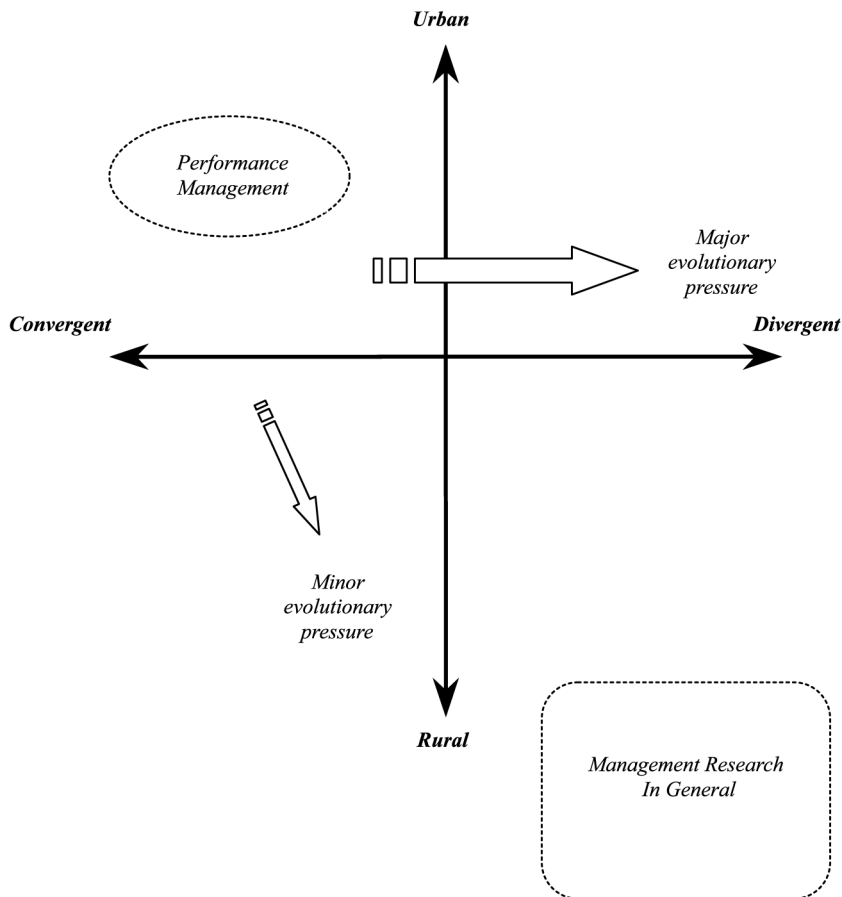 Urban
Performance
Management
Major
evolutionary
pressure
Convergent
Divergent
Minor
evolutionary
pressure
Rural
Management Research
In General